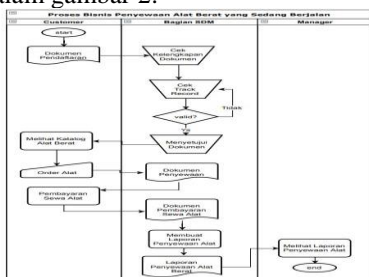 dalam gambar 2.
Proses Bisnis Penyewaan Alat Berat yang Sedang Berjalan
Customer
Bagian SDM
Manager
start
Dokumen
Pendaftaran
Cek
Kelengkapan
Dokumen
Cek
Track
Record
Tidak
valid?
Ya
Melihat Katalog
Alat Berat
Menyetujui
Dokumen
Order Alat
Dokumen
Penyewaan
Pembayaran
Sewa Alat
Dokumen
Pembayaran
Sewa Alat
Membuat
Laporan
Penyewaan Alat
Melihat Laporan
Penyewaan Alat
Laporan
Penyewaan Alat
Berat
end